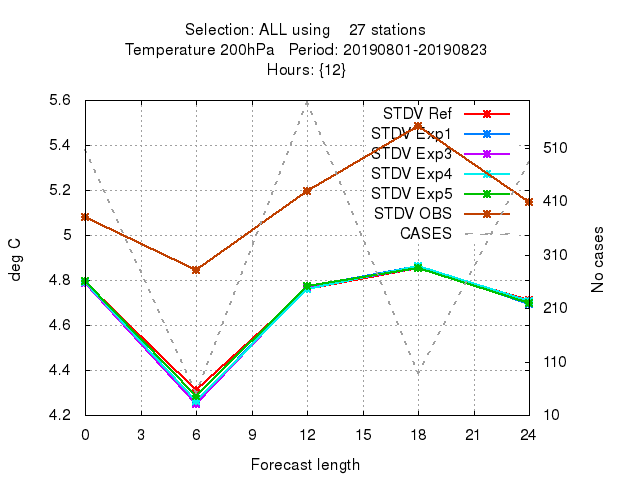 Selection: ALL using 27 stations
Temperature 200hPa Period: 20190801-20190823
Hours: {12}
5.6
5.4
5.2
5
4.8
4.6
4.4
4.2
deg C
STDV Ref
STDV Exp1
STDV Exp3
STDV Exp4
STDV Exp5
STDV OBS
CASES
510
410
310
210
110
10
No cases
0 3 6 9 12 15 18 21 24
Forecast length